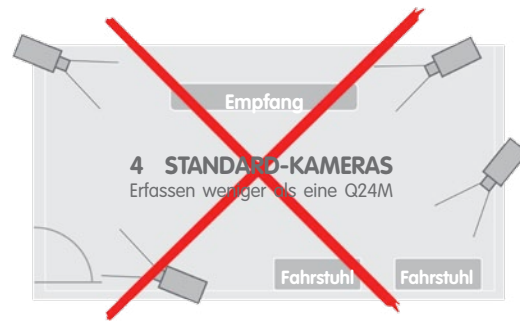 Empfang
4 STANDARD-KAMERAS
Erfassen weniger als eine Q24M
Fahrstuhl Fahrstuhl